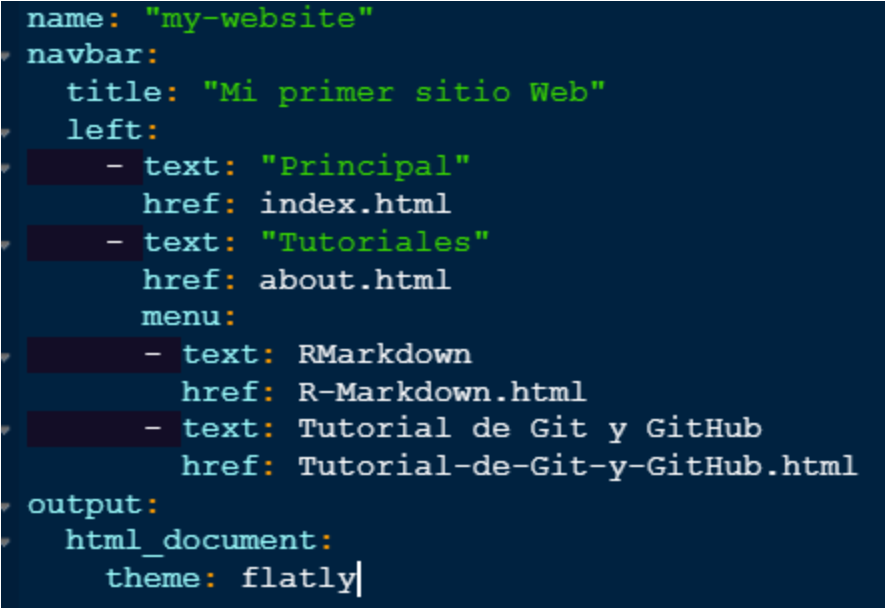 name: "my-website"
navbar:
  title: "Mi primer sitio Web"
  left:
    - text: "Principal"
      href: index.html
    - text: "Tutoriales"
      href: about.html
      menu:
      - text: RMarkdown
        href: R-Markdown.html
      - text: Tutorial de Git y GitHub
        href: Tutorial-de-Git-y-GitHub.html
output:
  html_document:
    theme: flatly